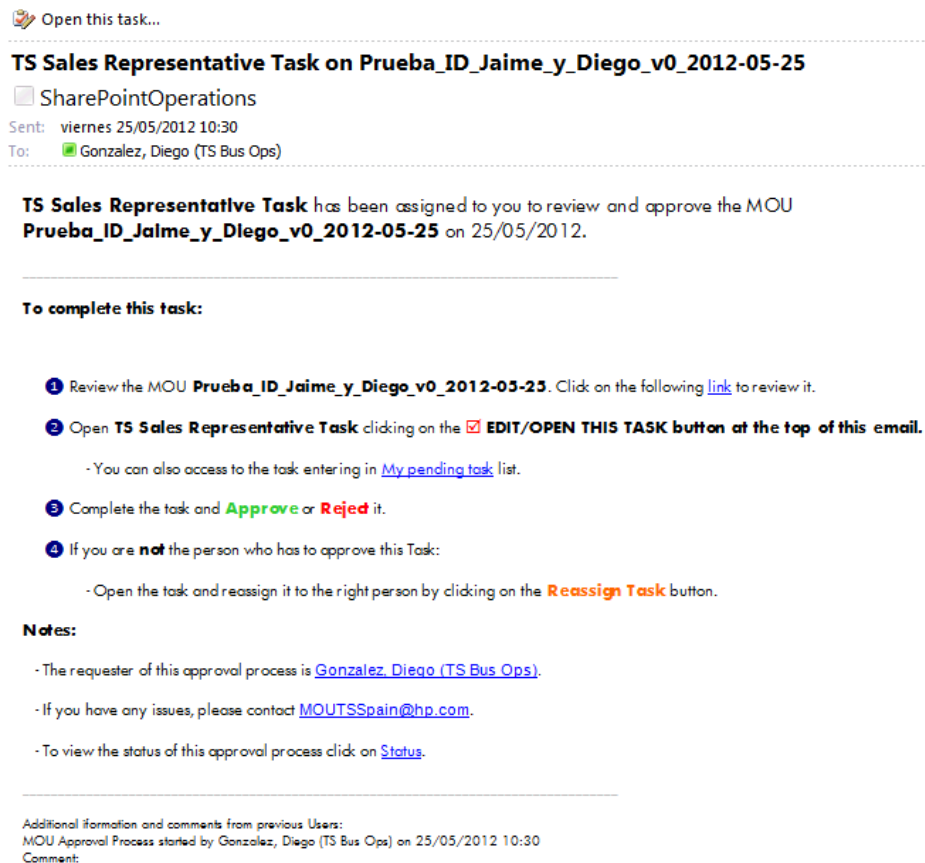 Open this task...
TS Sales Representative Task on Prueba_ID_Jaime_y_Diego_v0_2012-05-25
SharePointOperations
Sent: viernes 25/05/2012 10:30
To: Gonzalez, Diego (TS Bus Ops)
TS Sales Representative Task has been assigned to you to review and approve the MOU
Prueba_ID_Jaime_y_Diego_v0_2012-05-25 on 25/05/2012.
To complete this task:
1 Review the MOU Prueba_ID_Jaime_y_Diego_v0_2012-05-25. Click on the following link to review it.
2 Open TS Sales Representative Task clicking on the ☑ EDIT/OPEN THIS TASK button at the top of this email.
- You can also access to the task entering in My pending task list.
3 Complete the task and Approve or Reject it.
4 If you are not the person who has to approve this Task:
- Open the task and reassign it to the right person by clicking on the Reassign Task button.
Notes:
- The requester of this approval process is Gonzalez, Diego (TS Bus Ops).
- If you have any issues, please contact MOUTSSpain@hp.com.
- To view the status of this approval process click on Status.
Additional iformation and comments from previous Users:
MOU Approval Process started by Gonzalez, Diego (TS Bus Ops) on 25/05/2012 10:30
Comment: